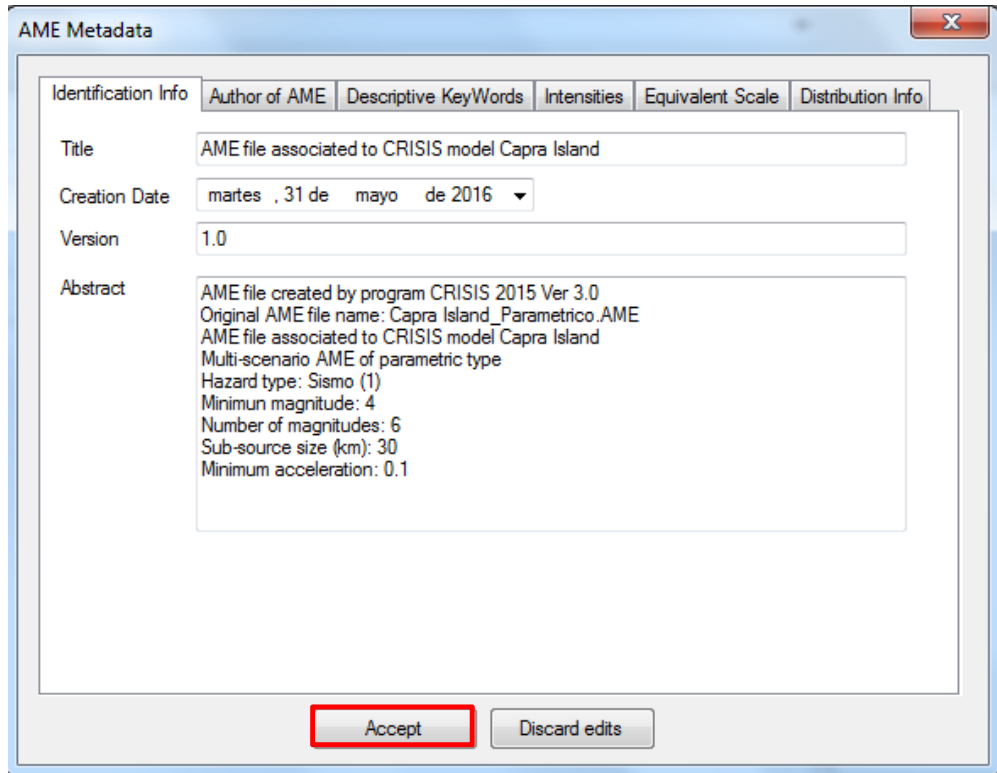 AME Metadata
Identification Info Author of AME Descriptive KeyWords Intensities Equivalent Scale Distribution Info
Title AME file associated to CRISIS model Capra Island
Creation Date martes , 31 de mayo de 2016
Version 1.0
Abstract AME file created by program CRISIS 2015 Ver 3.0
Original AME file name: Capra Island_Parametrico.AME
AME file associated to CRISIS model Capra Island
Multi-scenario AME of parametric type
Hazard type: Sismo (1)
Minimun magnitude: 4
Number of magnitudes: 6
Sub-source size (km): 30
Minimum acceleration: 0.1
Accept Discard edits